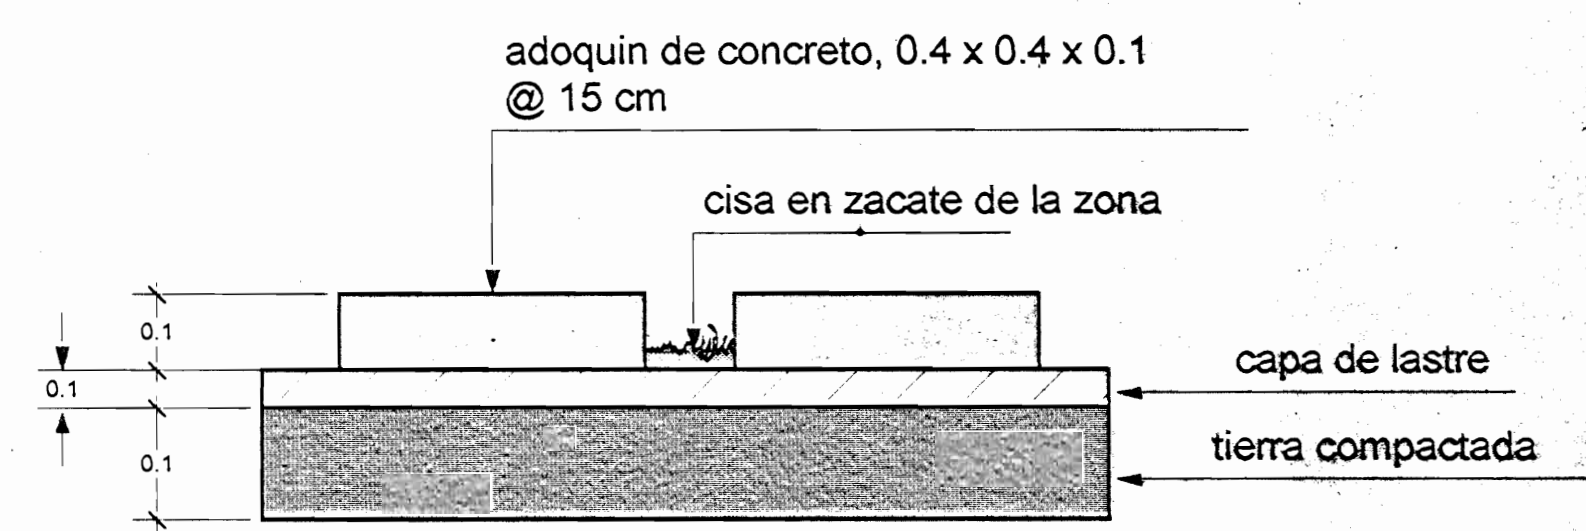 adoquin de concreto, 0.4 x 0.4 x 0.1
@ 15 cm
cisa en zacate de la zona
0.1
0.1
capa de lastre
tierra compactada
0.1